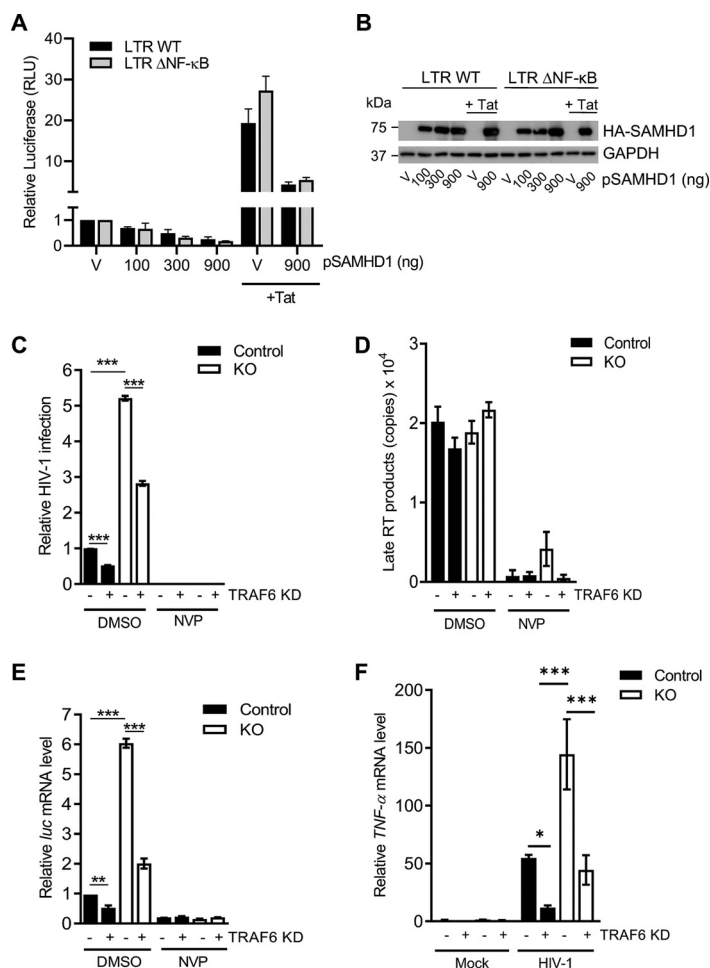 A
LTR WT
LTR ΔNF-κB
Relative Luciferase (RLU)
40
30
20
10
1
0
V 100 300 900 V 900 pSAMHD1 (ng)
+Tat
B
LTR WT LTR ΔNF-κB
+ Tat + Tat
kDa
75 HA-SAMHD1
37 GAPDH
V 100 300 900 V 900 V 100 300 900 V 900 pSAMHD1 (ng)
C
Control
KO
Relative HIV-1 infection
6
5
4
3
2
1
0
*** ***
***
- + - + - + - + TRAF6 KD
DMSO NVP
D
Control
KO
Late RT products (copies) x 10⁴
3
2
1
0
- + - + - + - + TRAF6 KD
DMSO NVP
E
Control
KO
Relative luc mRNA level
7
6
5
4
3
2
1
0
*** ***
**
- + - + - + - + TRAF6 KD
DMSO NVP
F
Control
KO
Relative TNF-α mRNA level
200
150
100
50
0
*** ***
*
- + - + - + - + TRAF6 KD
Mock HIV-1